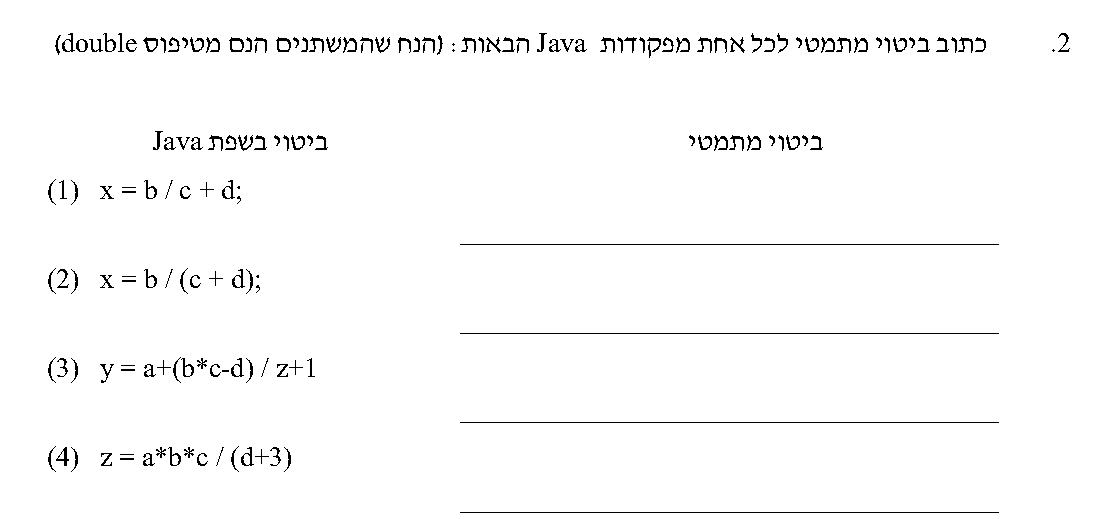 2. כתוב ביטוי מתמטי לכל אחת מפקודות Java הבאות : (הנח שהמשתנים הנם מטיפוס double)
ביטוי מתמטי ביטוי בשפת Java
(1) x = b / c + d;
(2) x = b / (c + d);
(3) y = a+(b*c-d) / z+1
(4) z = a*b*c / (d+3)